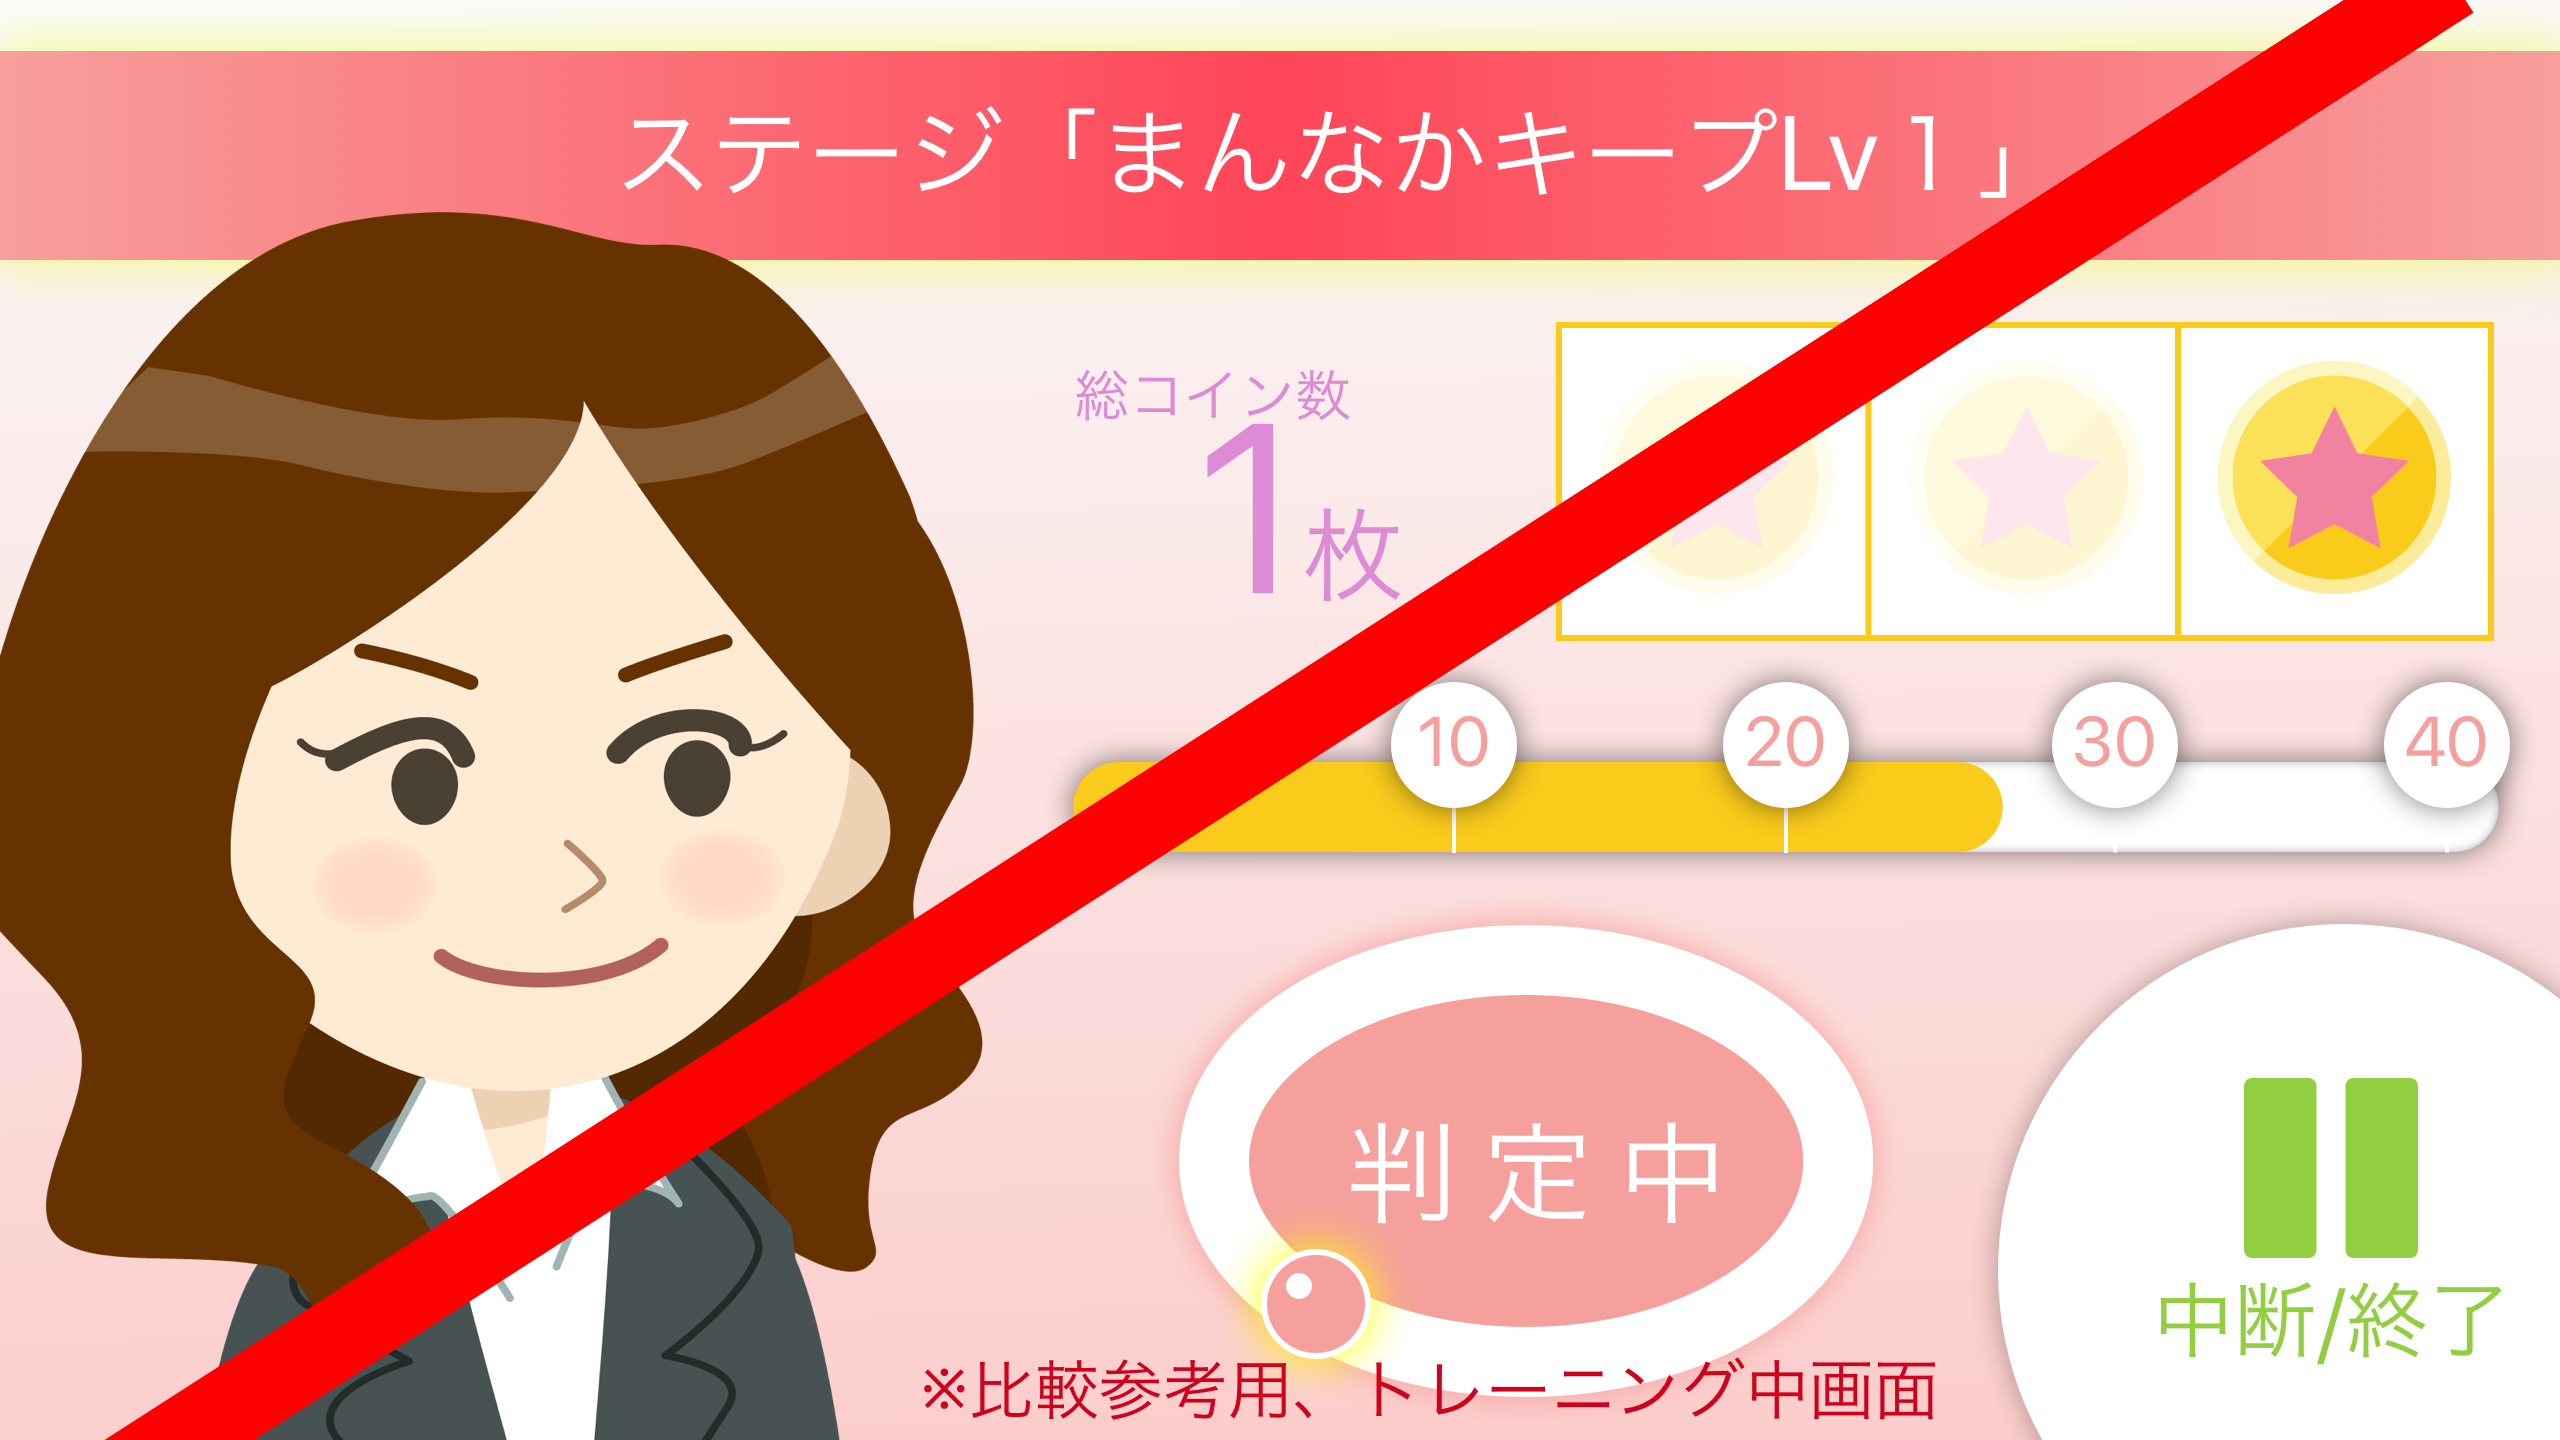 ステージ「まんなかキープLv１」
総コイン数
1枚
10 20 30 40
判定中
中断/終了
※比較参考用、トレーニング中画面